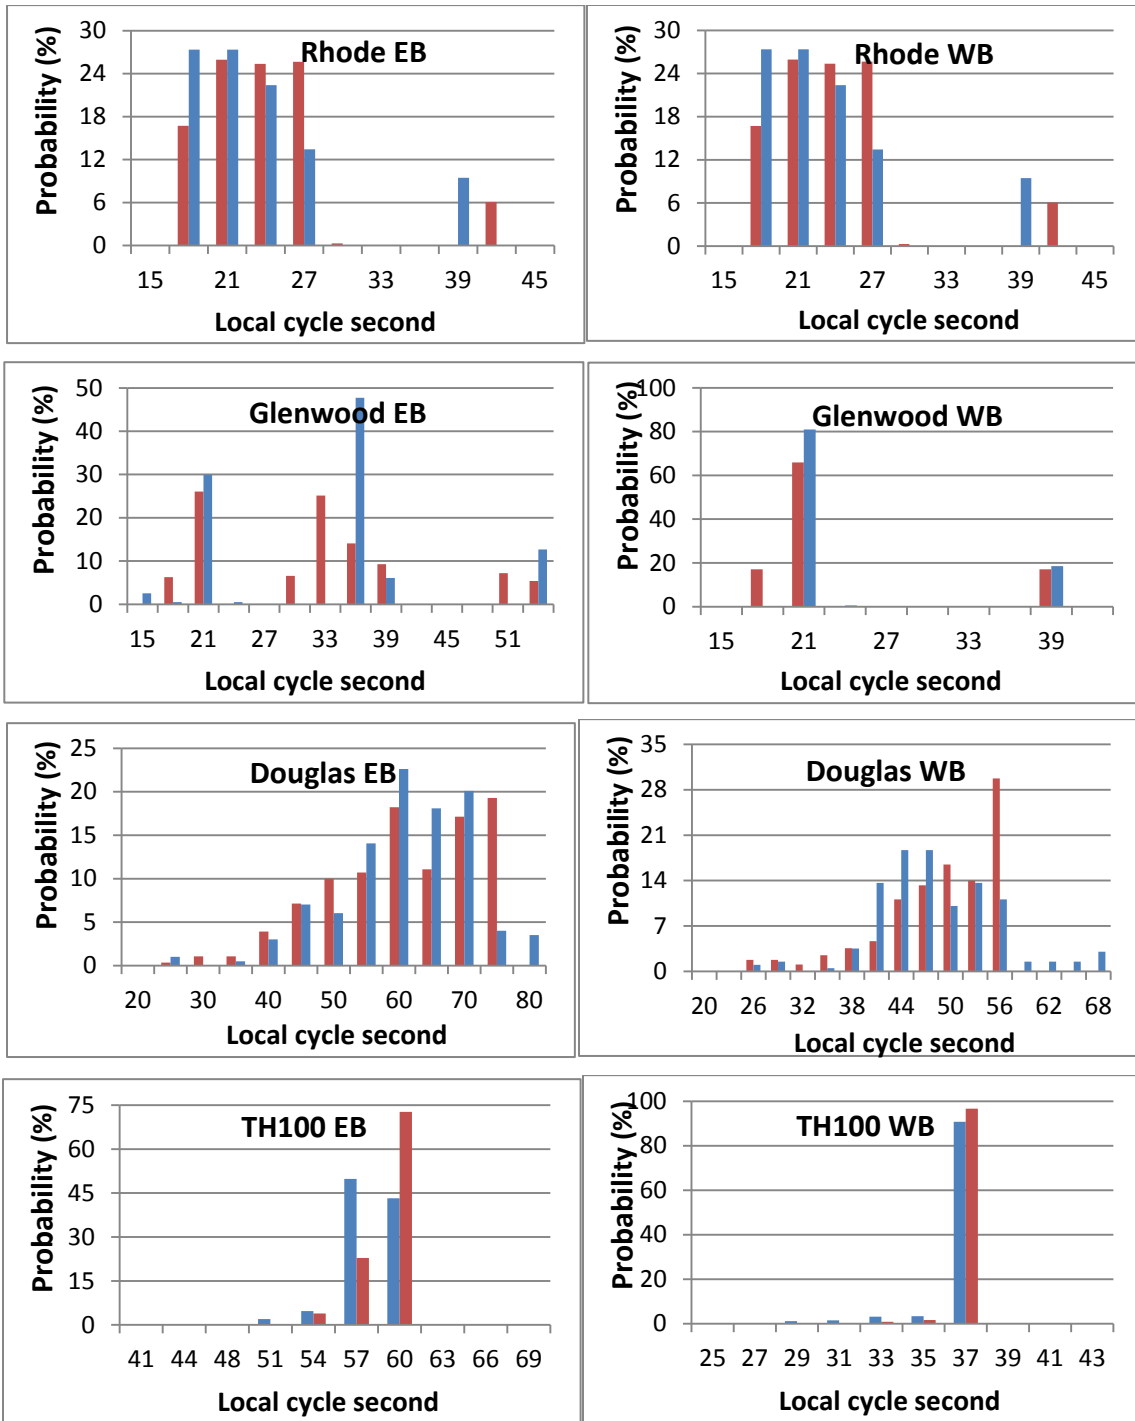 Rhode EB
Probability (%)
30
24
18
12
6
0
15 21 27 33 39 45
Local cycle second
Rhode WB
Probability (%)
30
24
18
12
6
0
15 21 27 33 39 45
Local cycle second
Glenwood EB
Probability (%)
50
40
30
20
10
0
15 21 27 33 39 45 51
Local cycle second
Glenwood WB
Probability (%)
100
80
60
40
20
0
15 21 27 33 39
Local cycle second
Douglas EB
Probability (%)
25
20
15
10
5
0
20 30 40 50 60 70 80
Local cycle second
Douglas WB
Probability (%)
35
28
21
14
7
0
20 26 32 38 44 50 56 62 68
Local cycle second
TH100 EB
Probability (%)
75
60
45
30
15
0
41 44 48 51 54 57 60 63 66 69
Local cycle second
TH100 WB
Probability (%)
100
80
60
40
20
0
25 27 29 31 33 35 37 39 41 43
Local cycle second